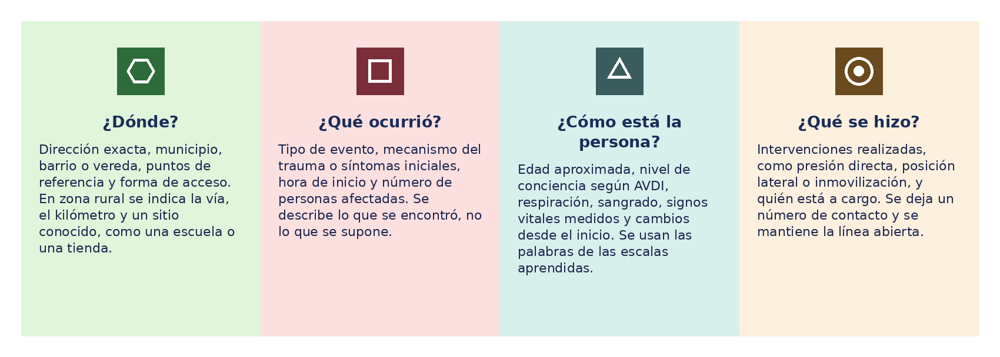 ¿Dónde?
Dirección exacta, municipio,
barrio o vereda, puntos de
referencia y forma de acceso.
En zona rural se indica la vía,
el kilómetro y un sitio
conocido, como una escuela o
una tienda.
¿Qué ocurrió?
Tipo de evento, mecanismo del
trauma o síntomas iniciales,
hora de inicio y número de
personas afectadas. Se
describe lo que se encontró, no
lo que se supone.
¿Cómo está la
persona?
Edad aproximada, nivel de
conciencia según AVDI,
respiración, sangrado, signos
vitales medidos y cambios
desde el inicio. Se usan las
palabras de las escalas
aprendidas.
¿Qué se hizo?
Intervenciones realizadas,
como presión directa, posición
lateral o inmovilización, y
quién está a cargo. Se deja un
número de contacto y se
mantiene la línea abierta.